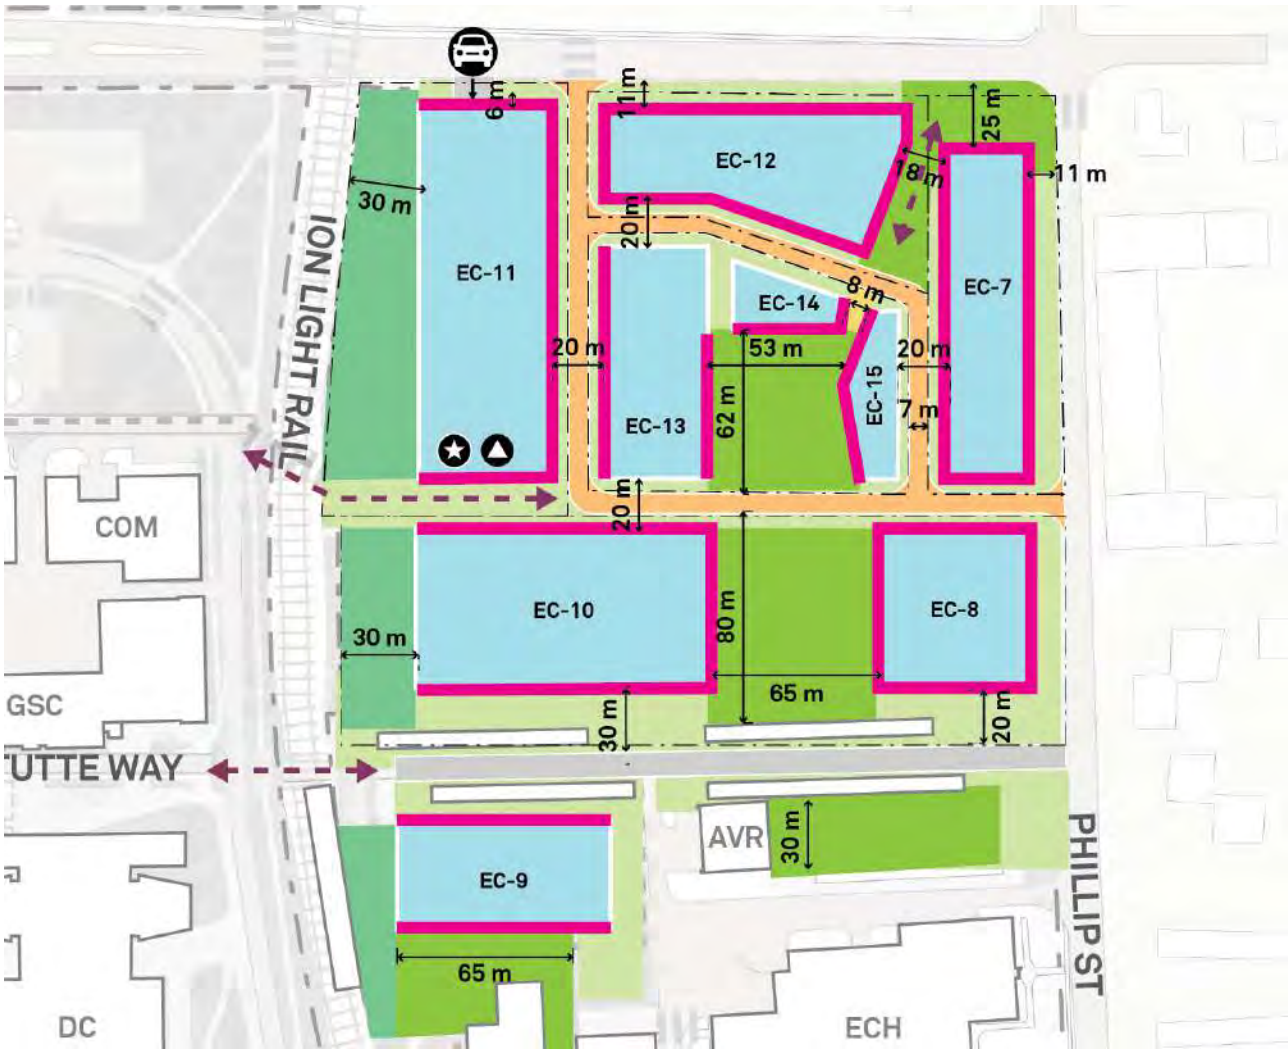 6 m
11 m
25 m
EC-12
18 m
11 m
30 m
20 m
ION LIGHT RAIL
EC-11
EC-7
EC-14
8 m
20 m
53 m
20 m
EC-15
7 m
62 m
EC-13
20 m
COM
EC-10
EC-8
80 m
30 m
65 m
GSC
30 m
20 m
TUTTE WAY
AVR
30 m
PHILLIP ST
EC-9
65 m
DC
ECH